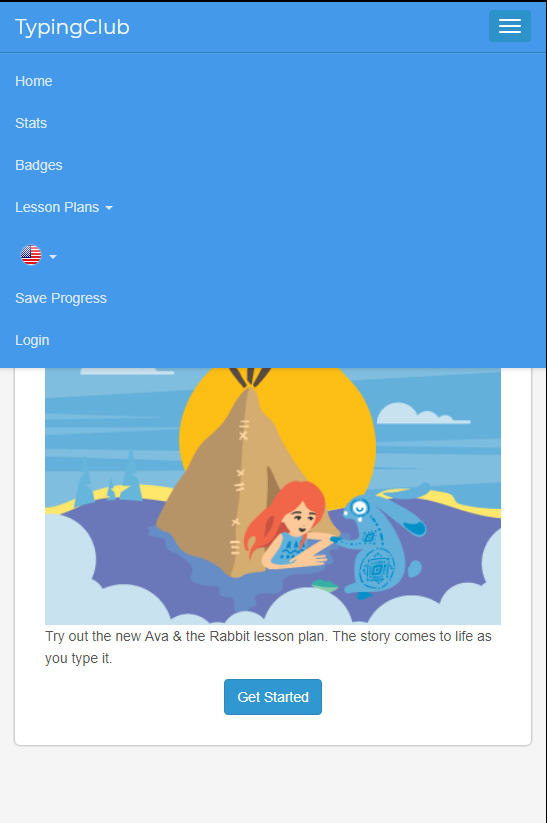 TypingClub
Home
Stats
Badges
Lesson Plans
Save Progress
Login
Try out the new Ava & the Rabbit lesson plan. The story comes to life as
you type it.
Get Started